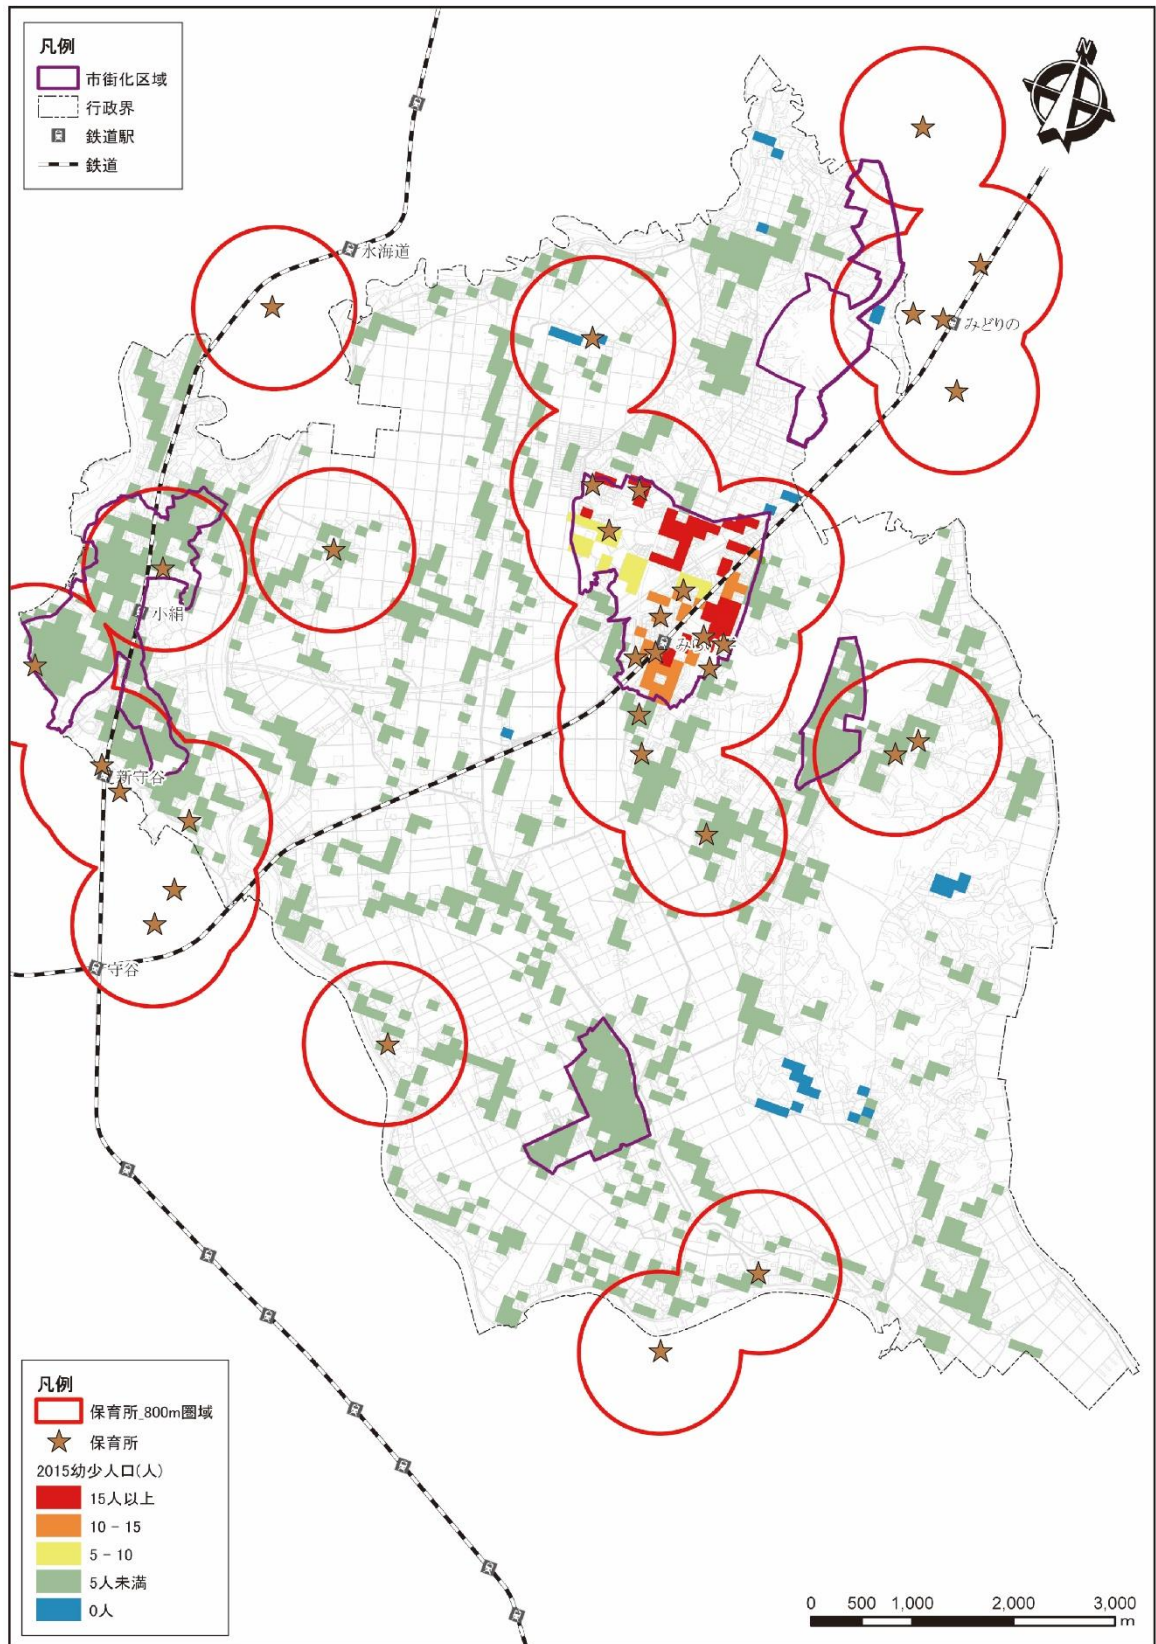 凡例
市街化区域
行政界
鉄道駅
鉄道
N
水海道
みどりの
小絹
新守谷
守谷
凡例
保育所_800m圏域
保育所
2015幼少人口(人)
15人以上
10 - 15
5 - 10
5人未満
0人
0 500 1,000 2,000 3,000
m